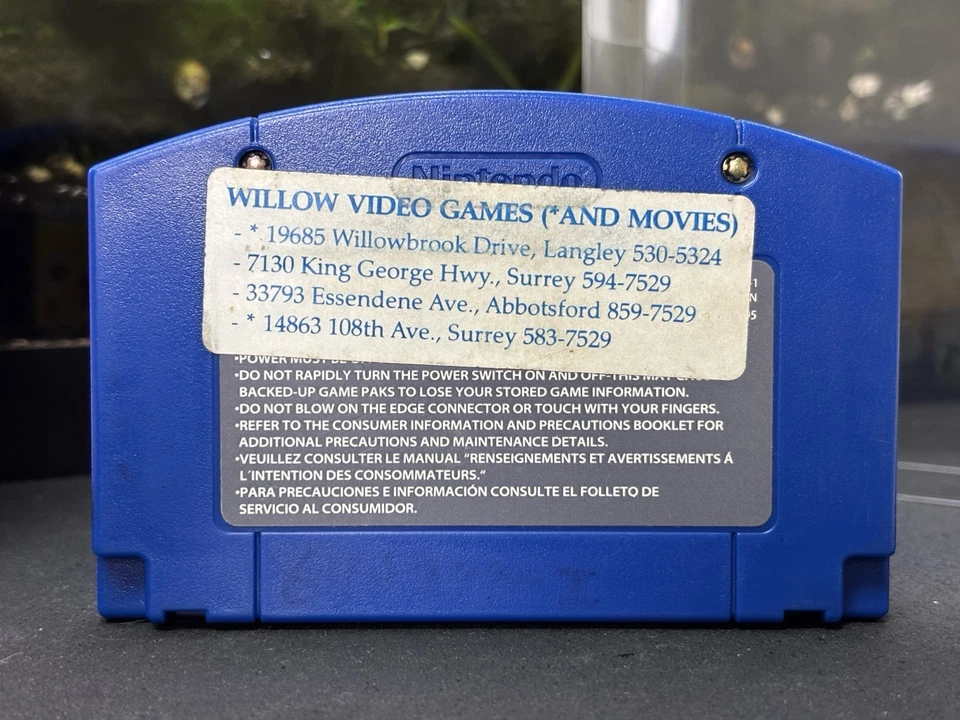 Nintendo
WILLOW VIDEO GAMES (*AND MOVIES)
- * 19685 Willowbrook Drive, Langley 530-5324
- 7130 King George Hwy., Surrey 594-7529
- 33793 Essendene Ave., Abbotsford 859-7529
- * 14863 108th Ave., Surrey 583-7529
•POWER MUST BE
•DO NOT RAPIDLY TURN THE POWER SWITCH ON AND OFF-THIS MAY
BACKED-UP GAME PAKS TO LOSE YOUR STORED GAME INFORMATION.
•DO NOT BLOW ON THE EDGE CONNECTOR OR TOUCH WITH YOUR FINGERS.
•REFER TO THE CONSUMER INFORMATION AND PRECAUTIONS BOOKLET FOR
ADDITIONAL PRECAUTIONS AND MAINTENANCE DETAILS.
•VEUILLEZ CONSULTER LE MANUAL "RENSEIGNEMENTS ET AVERTISSEMENTS Á
L'INTENTION DES CONSOMMATEURS."
•PARA PRECAUCIONES E INFORMACIÓN CONSULTE EL FOLLETO DE
SERVICIO AL CONSUMIDOR.